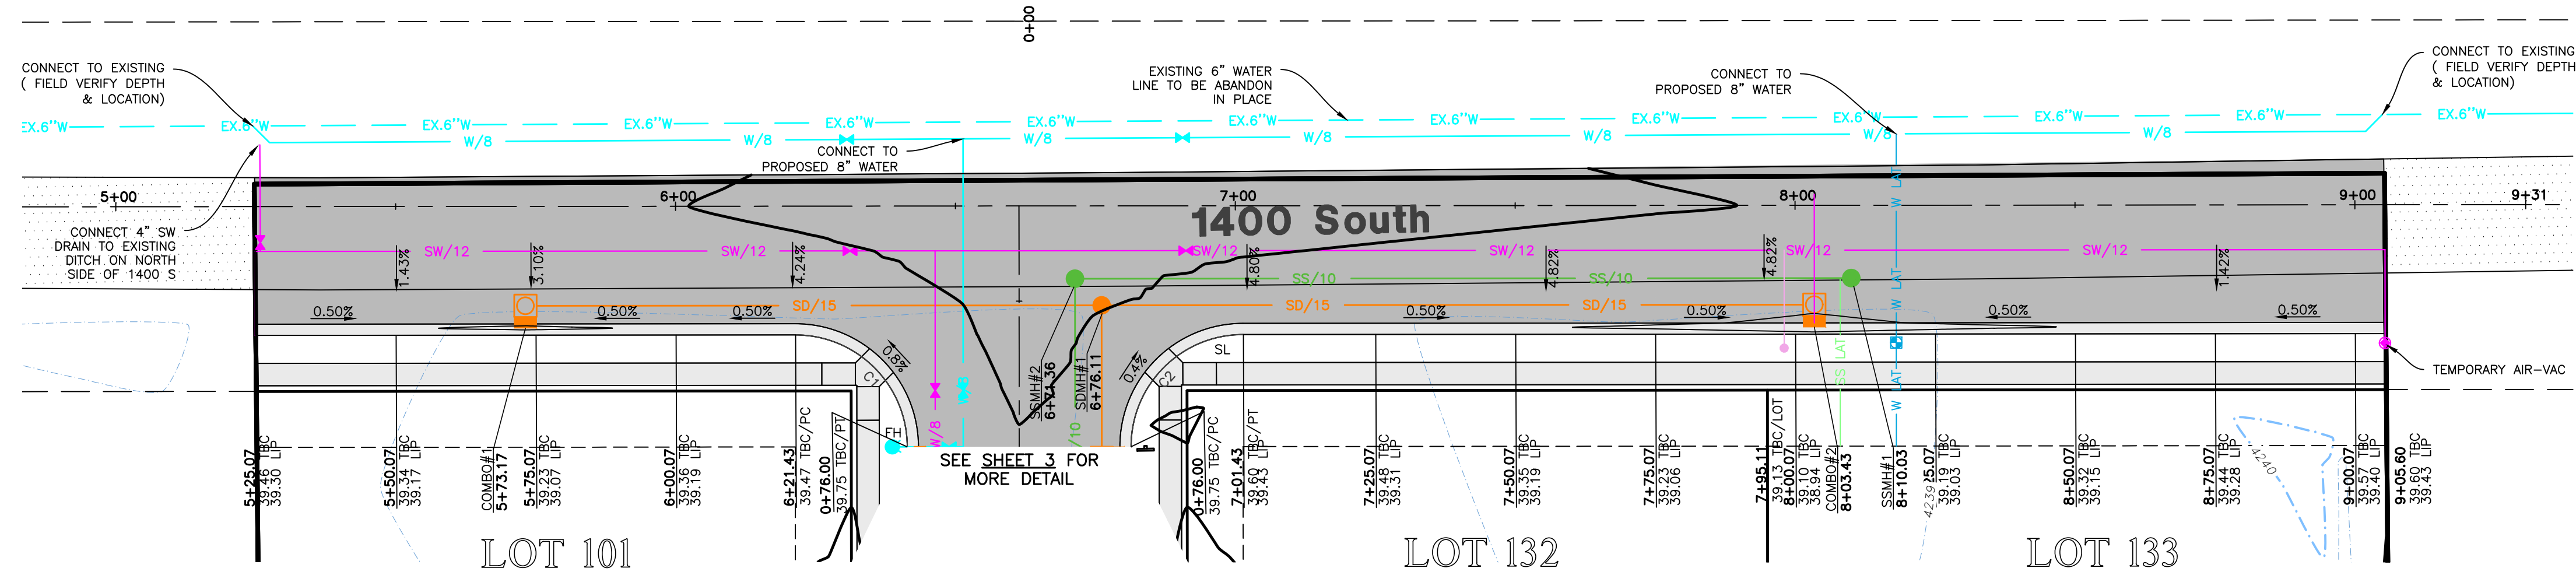 0+00
CONNECT TO EXISTING
( FIELD VERIFY DEPTH
& LOCATION)
EXISTING 6" WATER
LINE TO BE ABANDON
IN PLACE
CONNECT TO
PROPOSED 8" WATER
CONNECT TO EXISTING
( FIELD VERIFY DEPTH
& LOCATION)
EX.6"W EX.6"W EX.6"W EX.6"W EX.6"W EX.6"W EX.6"W EX.6"W EX.6"W EX.6"W EX.6"W EX.6"W EX.6"W
W/8 W/8 W/8 W/8 W/8 W/8 W/8
CONNECT TO
PROPOSED 8" WATER
5+00 6+00 7+00 8+00 9+00 9+31
1400 South
CONNECT 4" SW
DRAIN TO EXISTING
DITCH ON NORTH
SIDE OF 1400 S
SW/12 SW/12 SW/12 SW/12 SW/12 SW/12
1.43% 3.10% 4.24% 4.80% 4.82% 4.82% 1.42%
SS/10 SS/10
SD/15 SD/15 SD/15
0.50% 0.50% 0.50% 0.50% 0.50% 0.50% 0.50%
W LAT W LAT W LAT
SS LAT
0.8%
0.4%
C1
C2
SL
FH
W/8
/10
TEMPORARY AIR-VAC
SSMH#2
6+71.36
SDMH#1
6+76.11
SEE SHEET 3 FOR
MORE DETAIL
5+25.07
39.46 TBC
39.30 LIP
5+50.07
39.34 TBC
39.17 LIP
COMBO#1
5+73.17
5+75.07
39.23 TBC
39.07 LIP
6+00.07
39.36 TBC
39.19 LIP
6+21.43
39.47 TBC/PC
0+76.00
39.75 TBC/PT
0+76.00
39.75 TBC/PC
7+01.43
39.60 TBC/PT
39.43 LIP
7+25.07
39.48 TBC
39.31 LIP
7+50.07
39.35 TBC
39.19 LIP
7+75.07
39.23 TBC
39.06 LIP
7+95.11
39.13 TBC/LOT
8+00.07
39.10 TBC
38.94 LIP
COMBO#2
8+03.43
SSMH#1
8+10.03
4239
25.07
39.19 TBC
39.03 LIP
8+50.07
39.32 TBC
39.15 LIP
8+75.07
39.44 TBC
39.28 LIP
4240
9+00.07
39.57 TBC
39.40 LIP
9+05.60
39.60 TBC
39.43 LIP
LOT 101
LOT 132
LOT 133